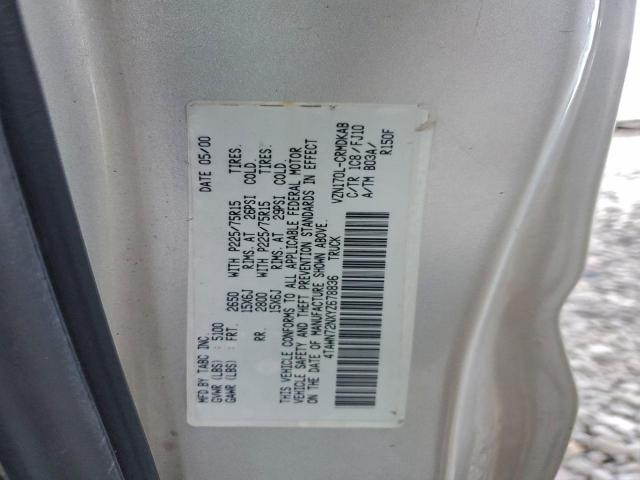 MFD BY TABC INC. DATE 05/00
GVWR (LBS) 5100
GAWR (LBS) FRT. 2650 WITH P225/75R15 TIRES.
15X6J RIMS. AT 26PSI COLD.
RR. 2800 WITH P225/75R15 TIRES.
15X6J RIMS. AT 29PSI COLD.
THIS VEHICLE CONFORMS TO ALL APPLICABLE FEDERAL MOTOR
VEHICLE SAFETY AND THEFT PREVENTION STANDARDS IN EFFECT
ON THE DATE OF MANUFACTURE SHOWN ABOVE.
4TAWN72NXYZ678836 TRUCK
VZN170L-CRMDKAB
C/TR 1C8/FJ10
A/TM B03A/
R150F